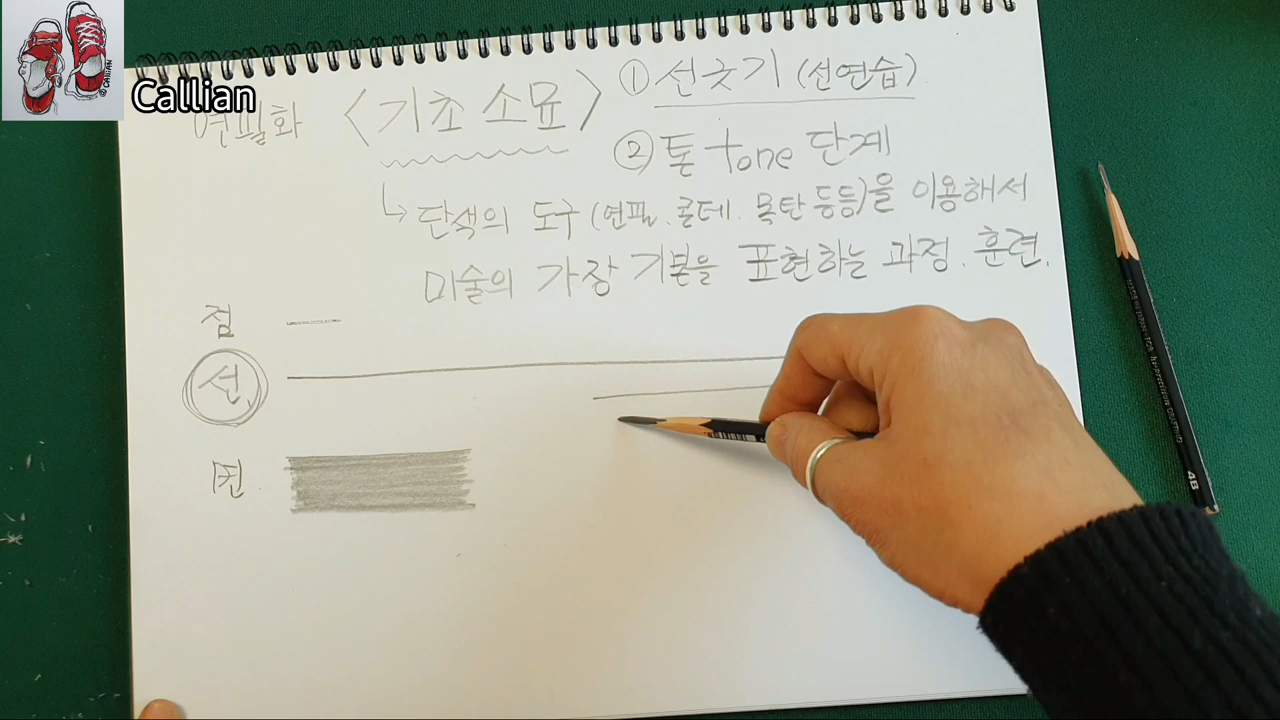 Callian
연필화 <기초 소묘> ① 선긋기 (선연습)
② 톤 tone 단계
↳ 단색의 도구 (연필. 콘테. 목탄 등등)을 이용해서
미술의 가장 기본을 표현하는 과정. 훈련.
점
선
면
4B